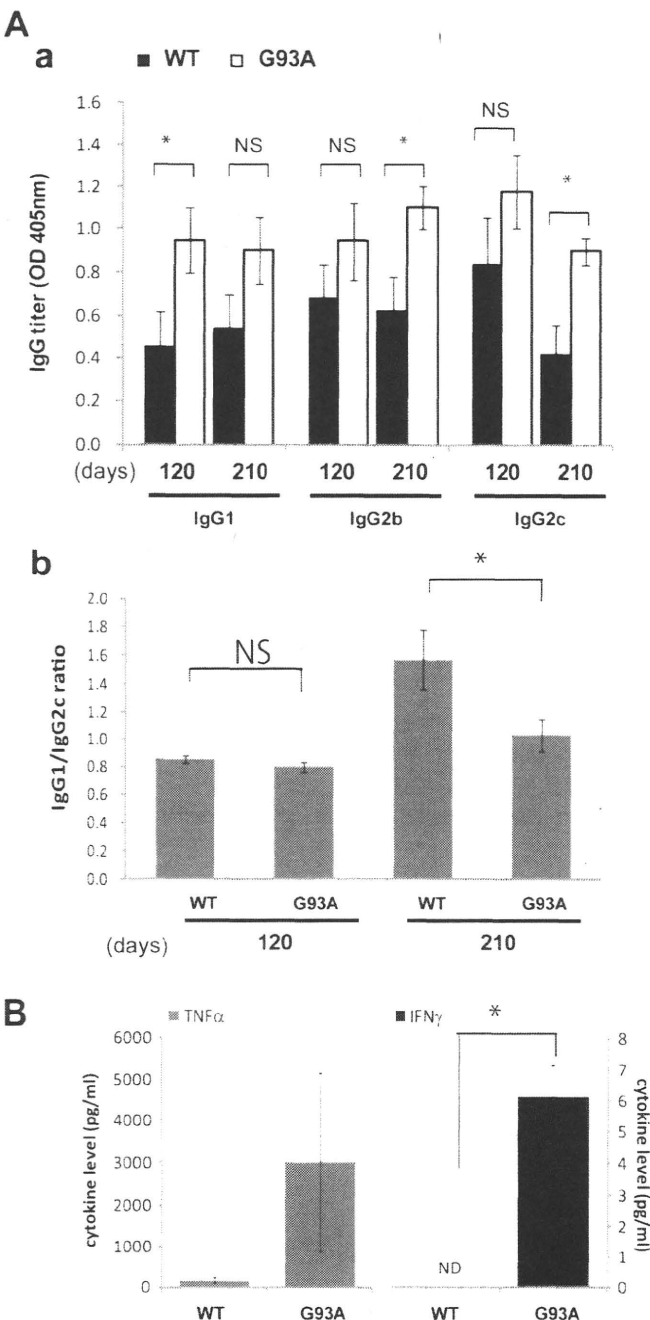 A
a
■ WT □ G93A
IgG titer (OD 405nm)
1.6
1.4
1.2
1.0
0.8
0.6
0.4
0.2
0.0
* NS NS * NS *
(days) 120 210 120 210 120 210
IgG1 IgG2b IgG2c
b
IgG1/IgG2c ratio
2.0
1.8
1.6
1.4
1.2
1.0
0.8
0.6
0.4
0.2
0.0
NS *
WT G93A WT G93A
(days) 120 210
B
TNFα IFNγ
cytokine level (pg/ml)
6000
5000
4000
3000
2000
1000
0
*
ND
8
7
6
5
4
3
2
1
0
cytokine level (pg/ml)
WT G93A WT G93A